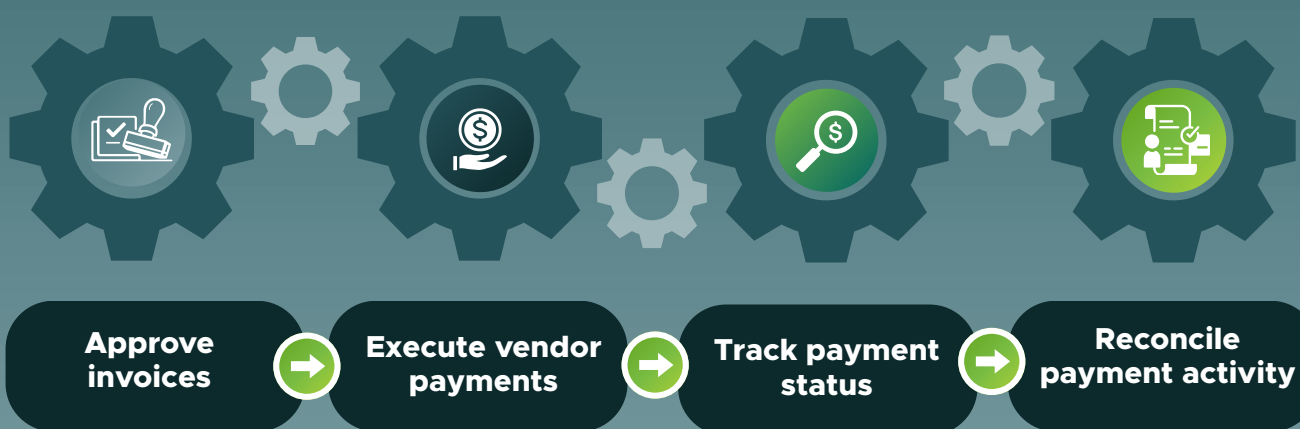 Approve
invoices
Execute vendor
payments
Track payment
status
Reconcile
payment activity